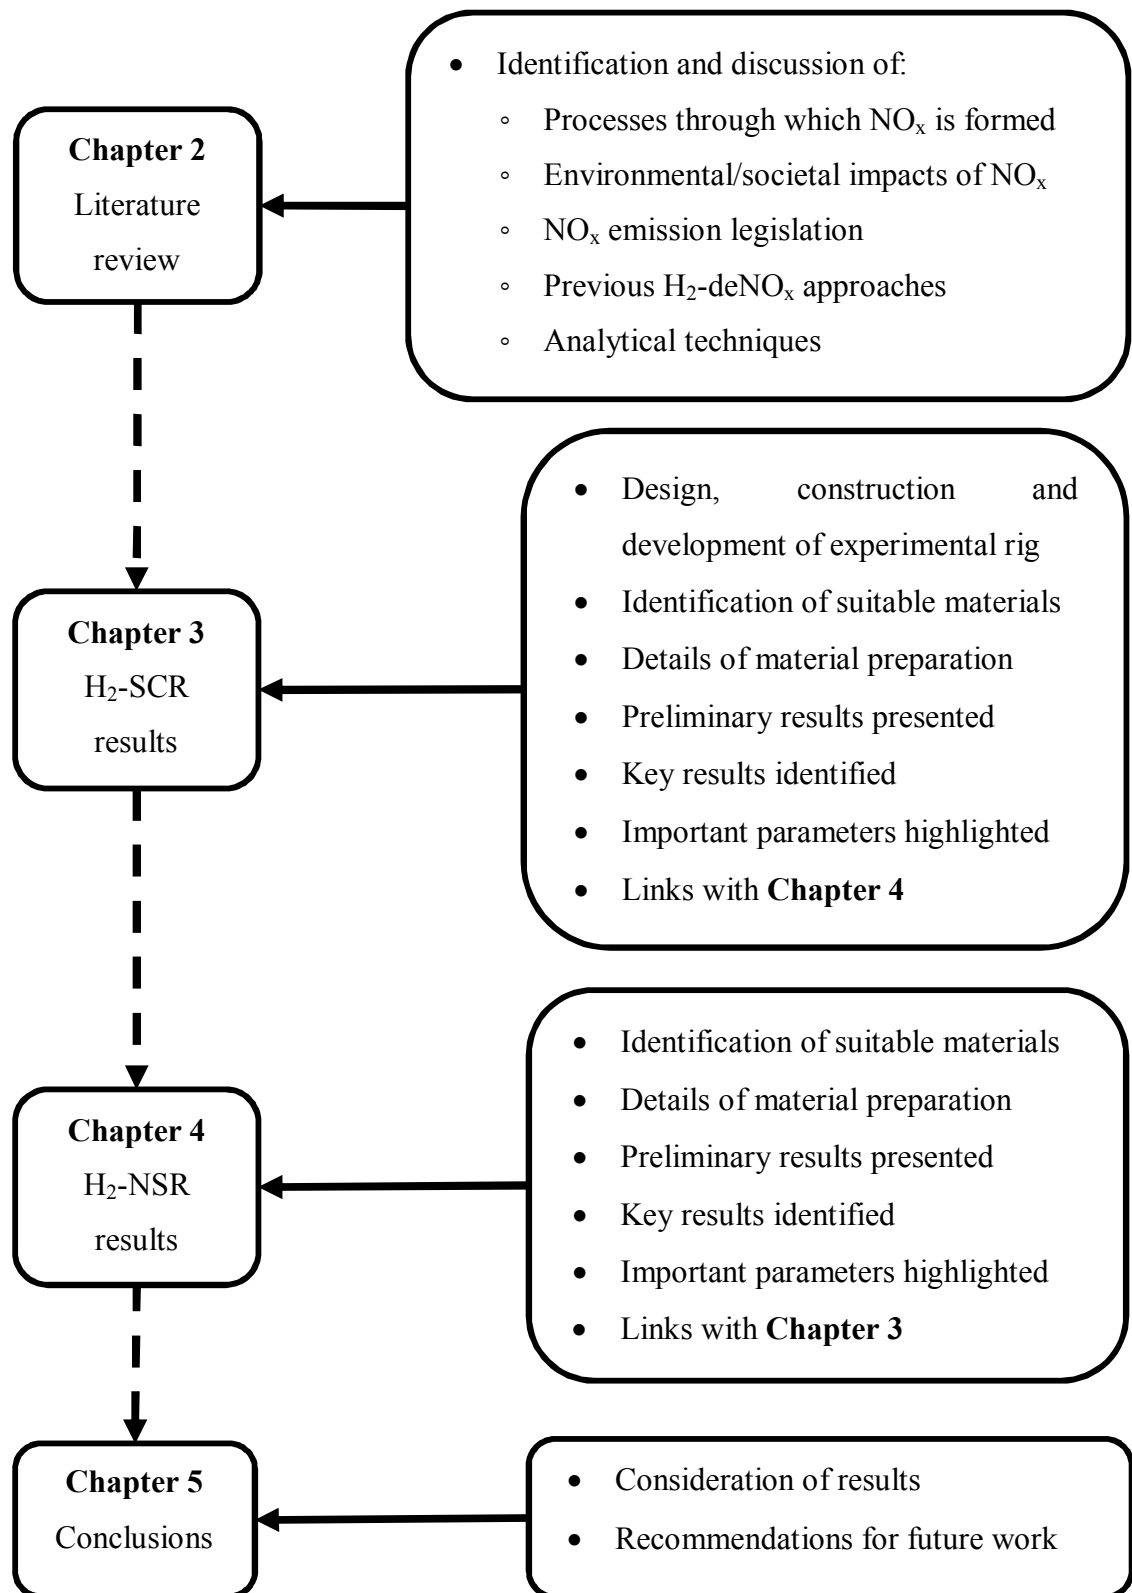 Chapter 2
Literature
review
• Identification and discussion of:
◦ Processes through which NOₓ is formed
◦ Environmental/societal impacts of NOₓ
◦ NOₓ emission legislation
◦ Previous H₂-deNOₓ approaches
◦ Analytical techniques
Chapter 3
H₂-SCR
results
• Design, construction and
development of experimental rig
• Identification of suitable materials
• Details of material preparation
• Preliminary results presented
• Key results identified
• Important parameters highlighted
• Links with Chapter 4
Chapter 4
H₂-NSR
results
• Identification of suitable materials
• Details of material preparation
• Preliminary results presented
• Key results identified
• Important parameters highlighted
• Links with Chapter 3
Chapter 5
Conclusions
• Consideration of results
• Recommendations for future work